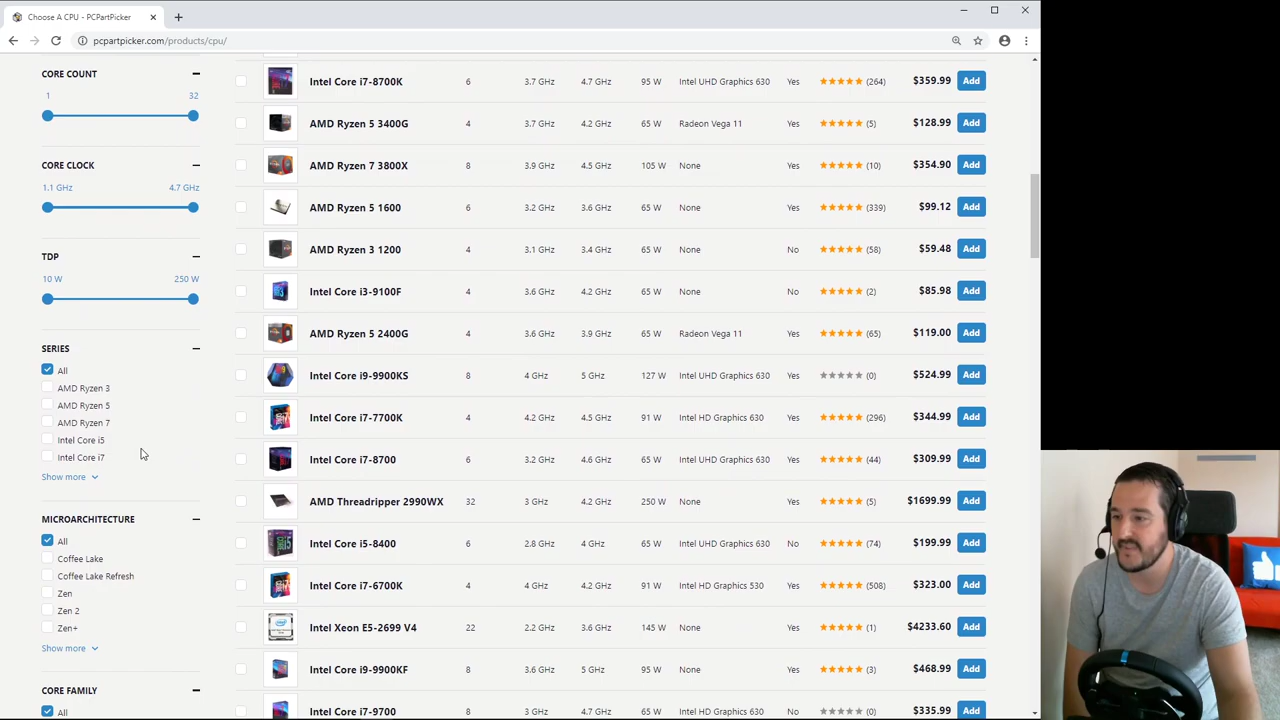 Choose A CPU - PCPartPicker
pcpartpicker.com/products/cpu/
CORE COUNT
1 32
CORE CLOCK
1.1 GHz 4.7 GHz
TDP
10 W 250 W
SERIES
All
AMD Ryzen 3
AMD Ryzen 5
AMD Ryzen 7
Intel Core i5
Intel Core i7
Show more
MICROARCHITECTURE
All
Coffee Lake
Coffee Lake Refresh
Zen
Zen 2
Zen+
Show more
CORE FAMILY
All
Intel Core i7-8700K 6 3.7 GHz 4.7 GHz 95 W Intel UHD Graphics 630 Yes (264) $359.99 Add
AMD Ryzen 5 3400G 4 3.7 GHz 4.2 GHz 65 W Radeon Vega 11 Yes (5) $128.99 Add
AMD Ryzen 7 3800X 8 3.9 GHz 4.5 GHz 105 W None Yes (10) $354.90 Add
AMD Ryzen 5 1600 6 3.2 GHz 3.6 GHz 65 W None Yes (339) $99.12 Add
AMD Ryzen 3 1200 4 3.1 GHz 3.4 GHz 65 W None No (58) $59.48 Add
Intel Core i3-9100F 4 3.6 GHz 4.2 GHz 65 W None No (2) $85.98 Add
AMD Ryzen 5 2400G 4 3.6 GHz 3.9 GHz 65 W Radeon Vega 11 Yes (65) $119.00 Add
Intel Core i9-9900KS 8 4 GHz 5 GHz 127 W Intel UHD Graphics 630 Yes (0) $524.99 Add
Intel Core i7-7700K 4 4.2 GHz 4.5 GHz 91 W Intel HD Graphics 630 Yes (296) $344.99 Add
Intel Core i7-8700 6 3.2 GHz 4.6 GHz 65 W Intel UHD Graphics 630 Yes (44) $309.99 Add
AMD Threadripper 2990WX 32 3 GHz 4.2 GHz 250 W None Yes (5) $1699.99 Add
Intel Core i5-8400 6 2.8 GHz 4 GHz 65 W Intel UHD Graphics 630 No (74) $199.99 Add
Intel Core i7-6700K 4 4 GHz 4.2 GHz 91 W Intel HD Graphics 530 Yes (508) $323.00 Add
Intel Xeon E5-2699 V4 22 2.2 GHz 3.6 GHz 145 W None Yes (1) $4233.60 Add
Intel Core i9-9900KF 8 3.6 GHz 5 GHz 95 W None Yes (3) $468.99 Add
Intel Core i7-9700 8 3 GHz 4.7 GHz 65 W Intel UHD Graphics 630 Yes (0) $335.99 Add